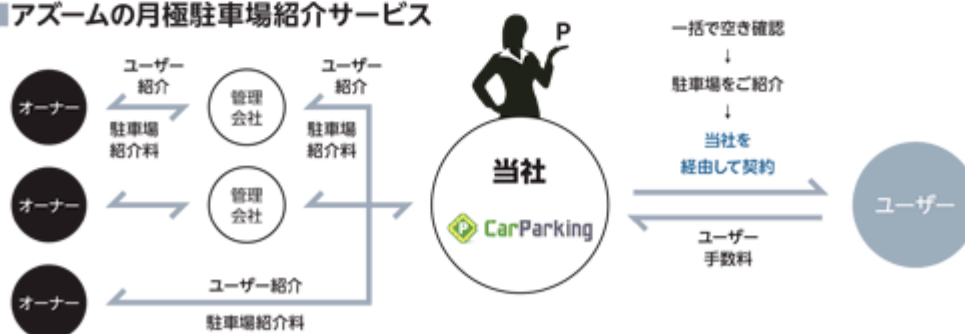 アズームの月極駐車場紹介サービス
P
一括で空き確認
↓
駐車場をご紹介
↓
当社を
経由して契約
ユーザー
紹介
ユーザー
紹介
オーナー
管理
会社
駐車場
紹介料
駐車場
紹介料
当社
CarParking
オーナー
管理
会社
ユーザー
ユーザー
手数料
ユーザー紹介
オーナー
駐車場紹介料